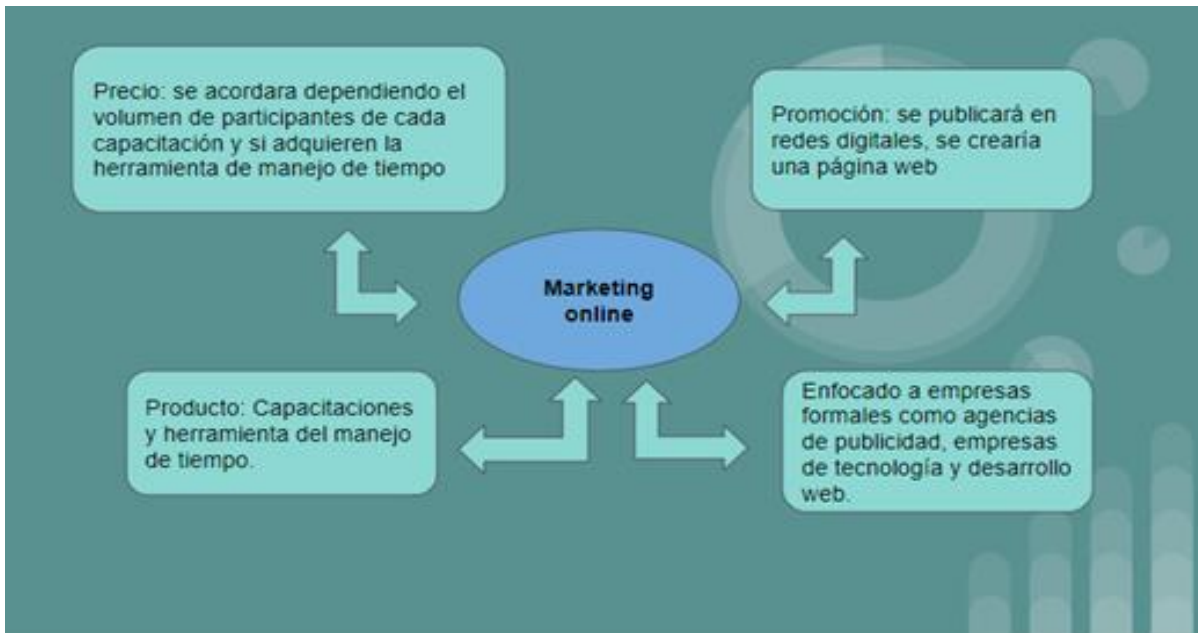 Precio: se acordara dependiendo el
volumen de participantes de cada
capacitación y si adquieren la
herramienta de manejo de tiempo
Promoción: se publicará en
redes digitales, se crearía
una página web
Marketing
online
Producto: Capacitaciones
y herramienta del manejo
de tiempo.
Enfocado a empresas
formales como agencias
de publicidad, empresas
de tecnología y desarrollo
web.